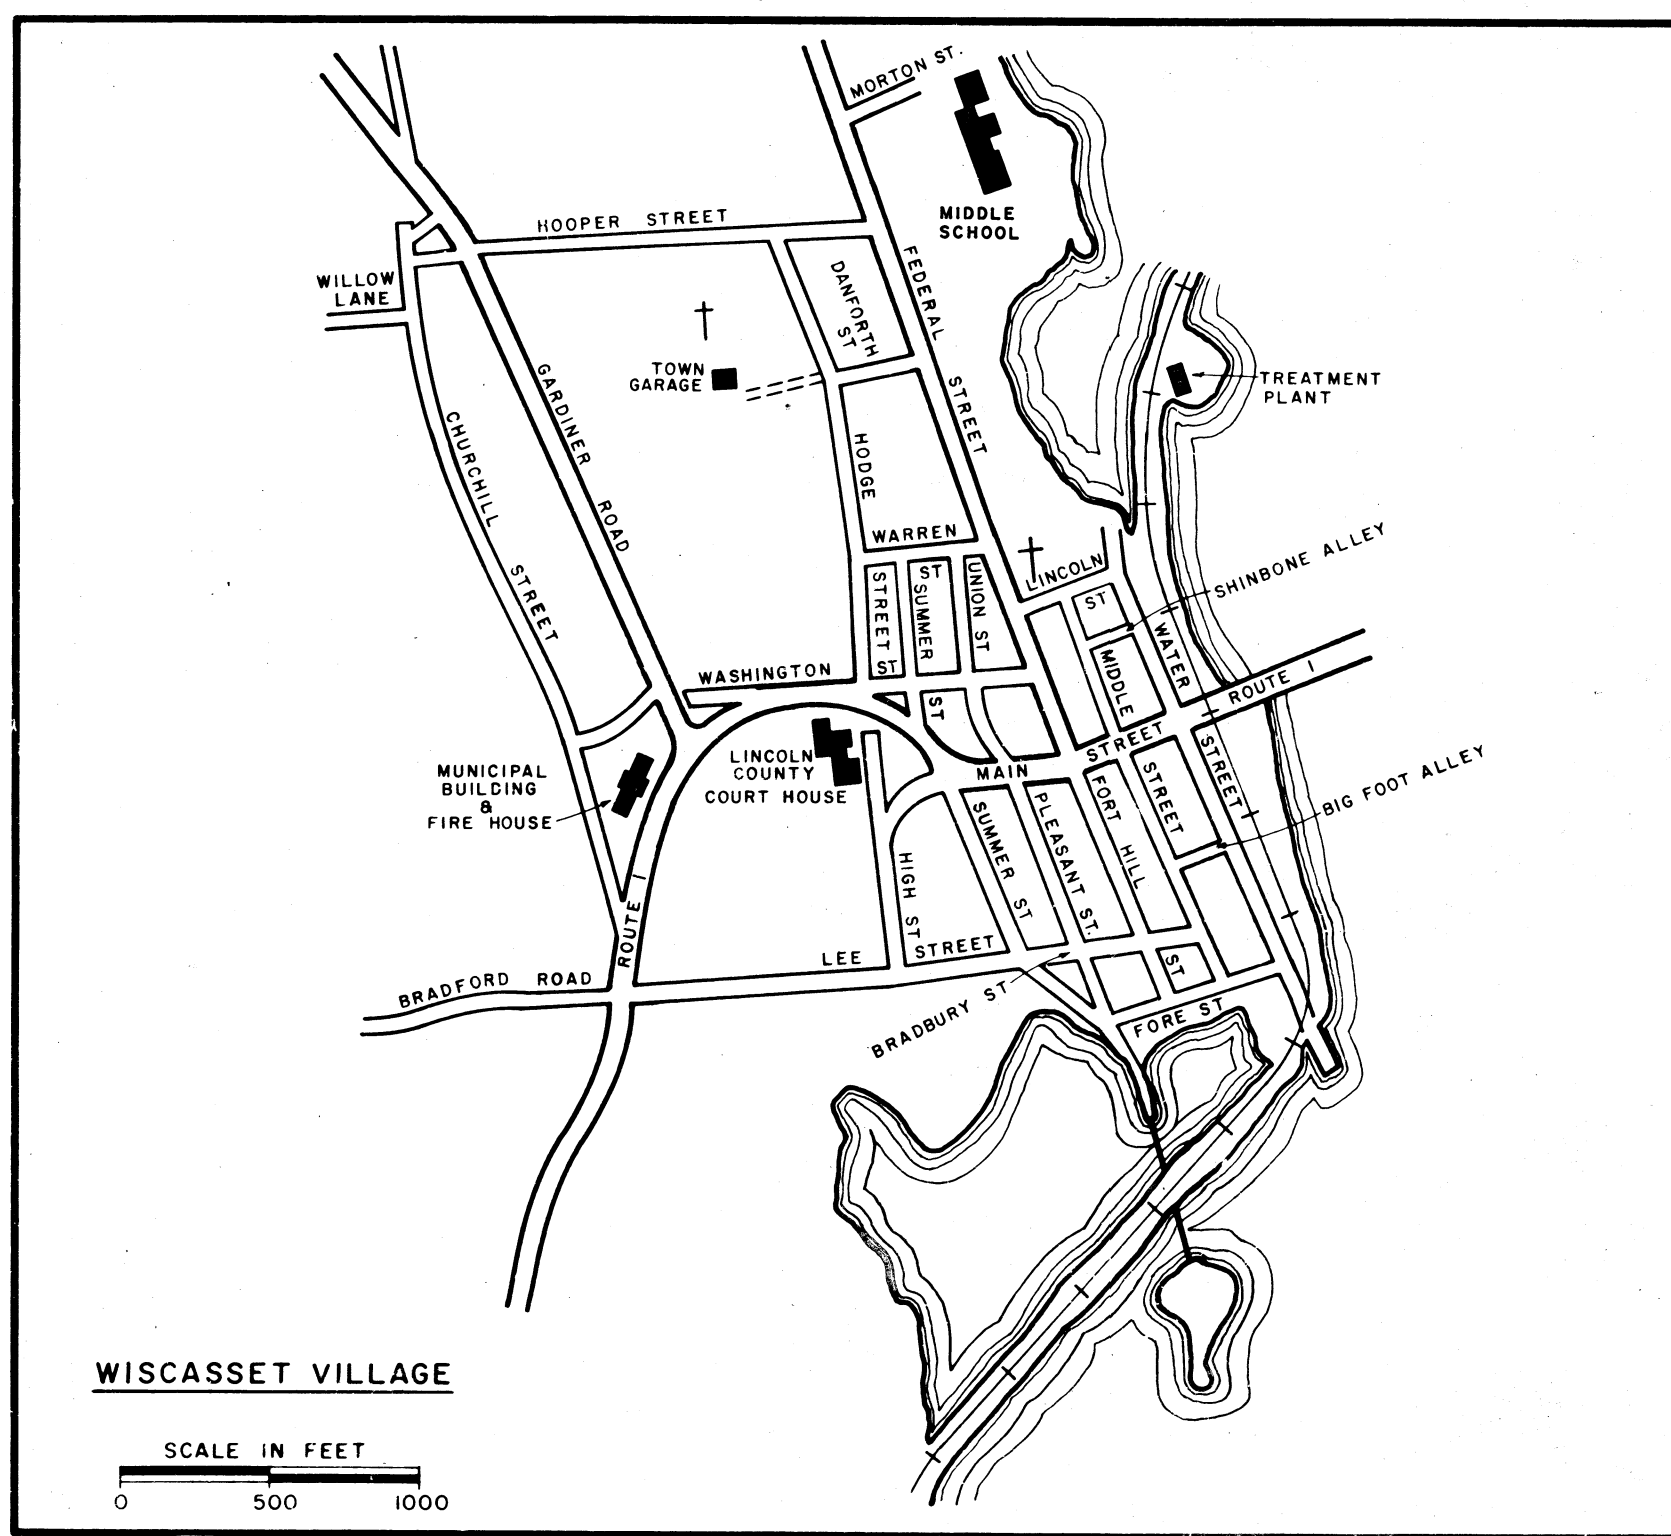 MORTON ST.
MIDDLE
SCHOOL
HOOPER STREET
WILLOW
LANE
DANFORTH
ST
FEDERAL STREET
TOWN
GARAGE
TREATMENT
PLANT
GARDINER ROAD
CHURCHILL STREET
HODGE STREET
WARREN ST
SUMMER ST
UNION ST
LINCOLN ST
SHINBONE ALLEY
WATER STREET
WASHINGTON ST
MIDDLE STREET
ROUTE 1
MAIN STREET
LINCOLN
COUNTY
COURT HOUSE
MUNICIPAL
BUILDING
&
FIRE HOUSE
BIG FOOT ALLEY
FORT HILL ST
PLEASANT ST.
SUMMER ST
HIGH ST
ROUTE 1
LEE STREET
BRADFORD ROAD
BRADBURY ST
FORE ST
WISCASSET VILLAGE
SCALE IN FEET
0 500 1000